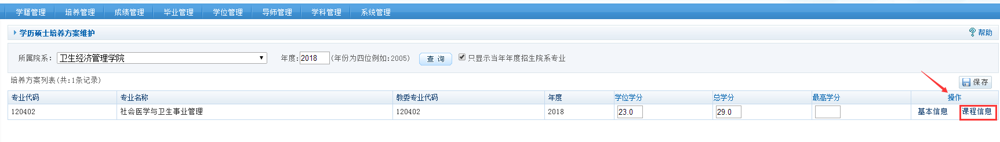 学籍管理 培养管理 成绩管理 毕业管理 学位管理 导师管理 学科管理 系统管理
学历硕士培养方案维护 帮助
所属院系: 卫生经济管理学院 年度:2018(年份为四位例如:2005) 查 询 只显示当年年度招生院系专业
培养方案列表(共:1条记录) 保存
专业代码 专业名称 教委专业代码 年度 学位学分 总学分 最高学分 操作
120402 社会医学与卫生事业管理 120402 2018 23.0 29.0 基本信息 课程信息